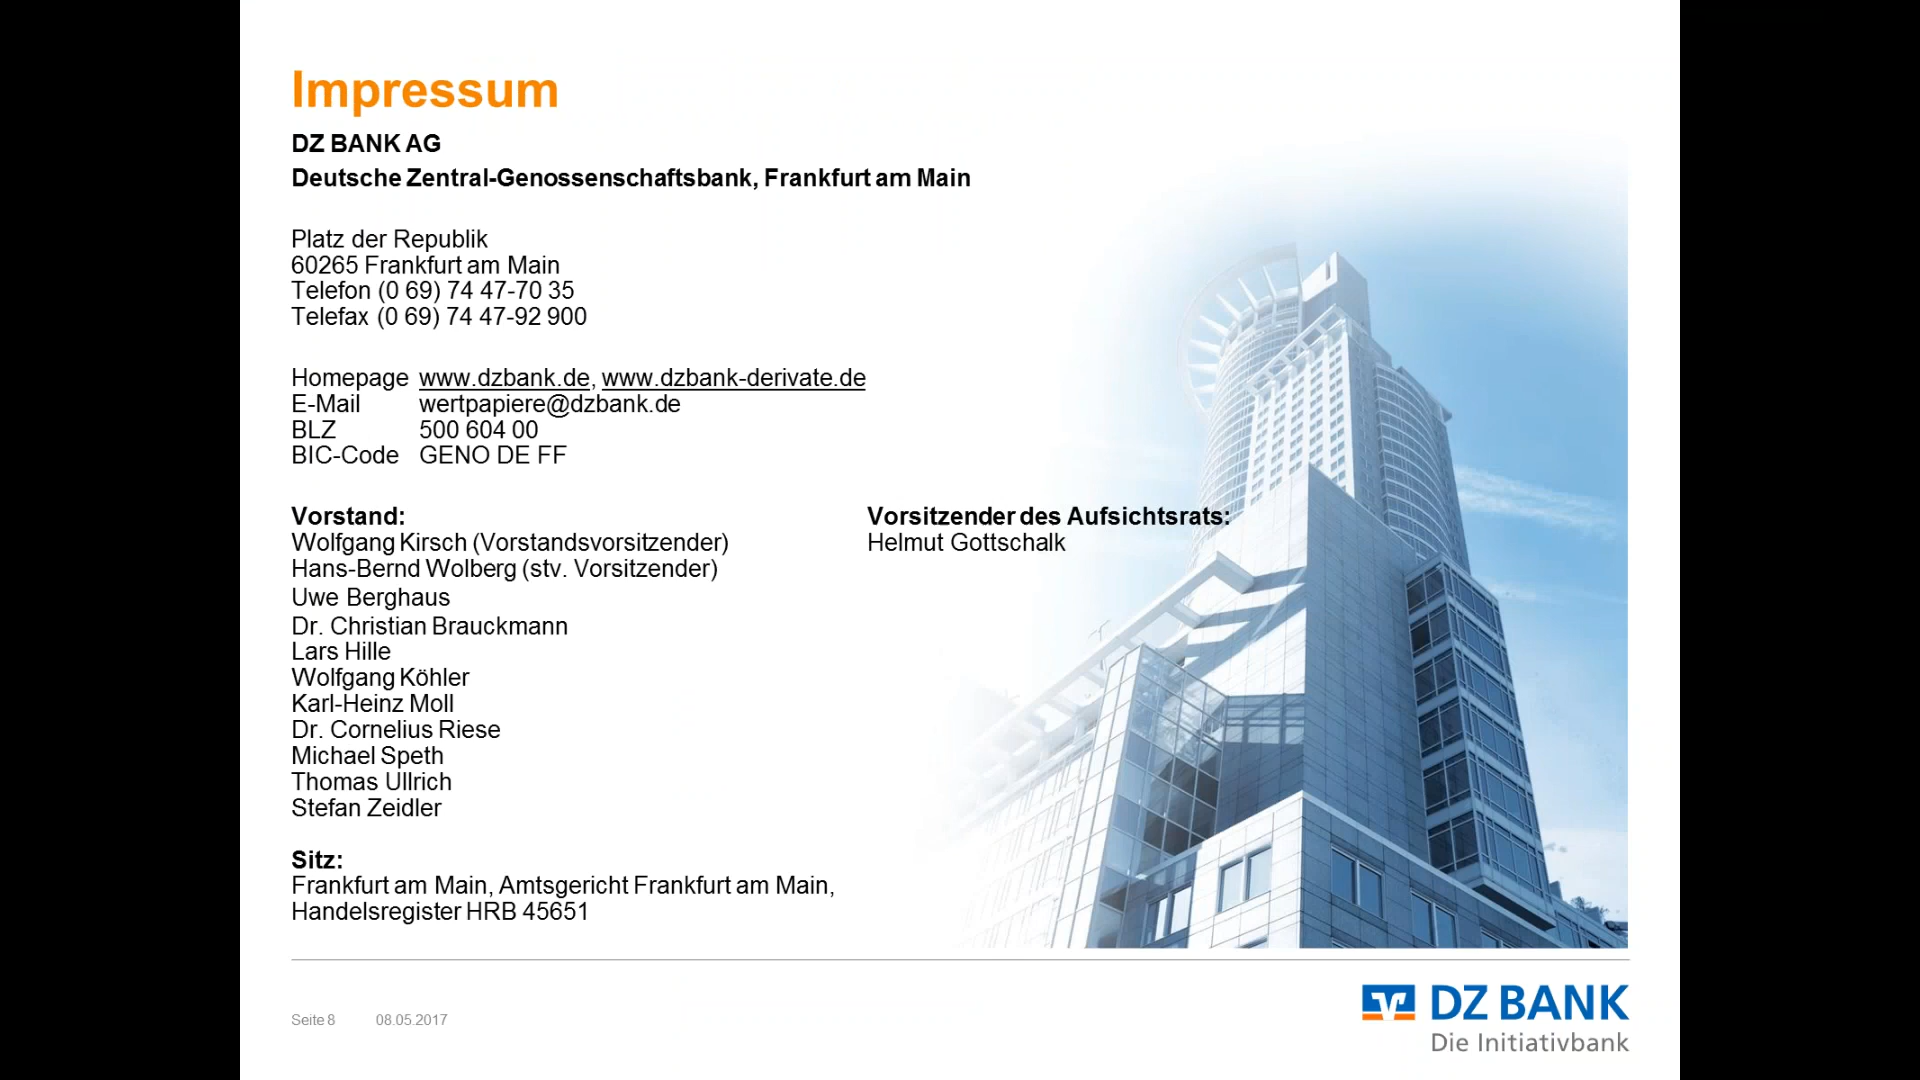 Impressum
DZ BANK AG
Deutsche Zentral-Genossenschaftsbank, Frankfurt am Main
Platz der Republik
60265 Frankfurt am Main
Telefon (0 69) 74 47-70 35
Telefax (0 69) 74 47-92 900
Homepage www.dzbank.de, www.dzbank-derivate.de
E-Mail wertpapiere@dzbank.de
BLZ 500 604 00
BIC-Code GENO DE FF
Vorstand:
Wolfgang Kirsch (Vorstandsvorsitzender)
Hans-Bernd Wolberg (stv. Vorsitzender)
Uwe Berghaus
Dr. Christian Brauckmann
Lars Hille
Wolfgang Köhler
Karl-Heinz Moll
Dr. Cornelius Riese
Michael Speth
Thomas Ullrich
Stefan Zeidler
Vorsitzender des Aufsichtsrats:
Helmut Gottschalk
Sitz:
Frankfurt am Main, Amtsgericht Frankfurt am Main,
Handelsregister HRB 45651
Seite 8 08.05.2017
DZ BANK
Die Initiativbank